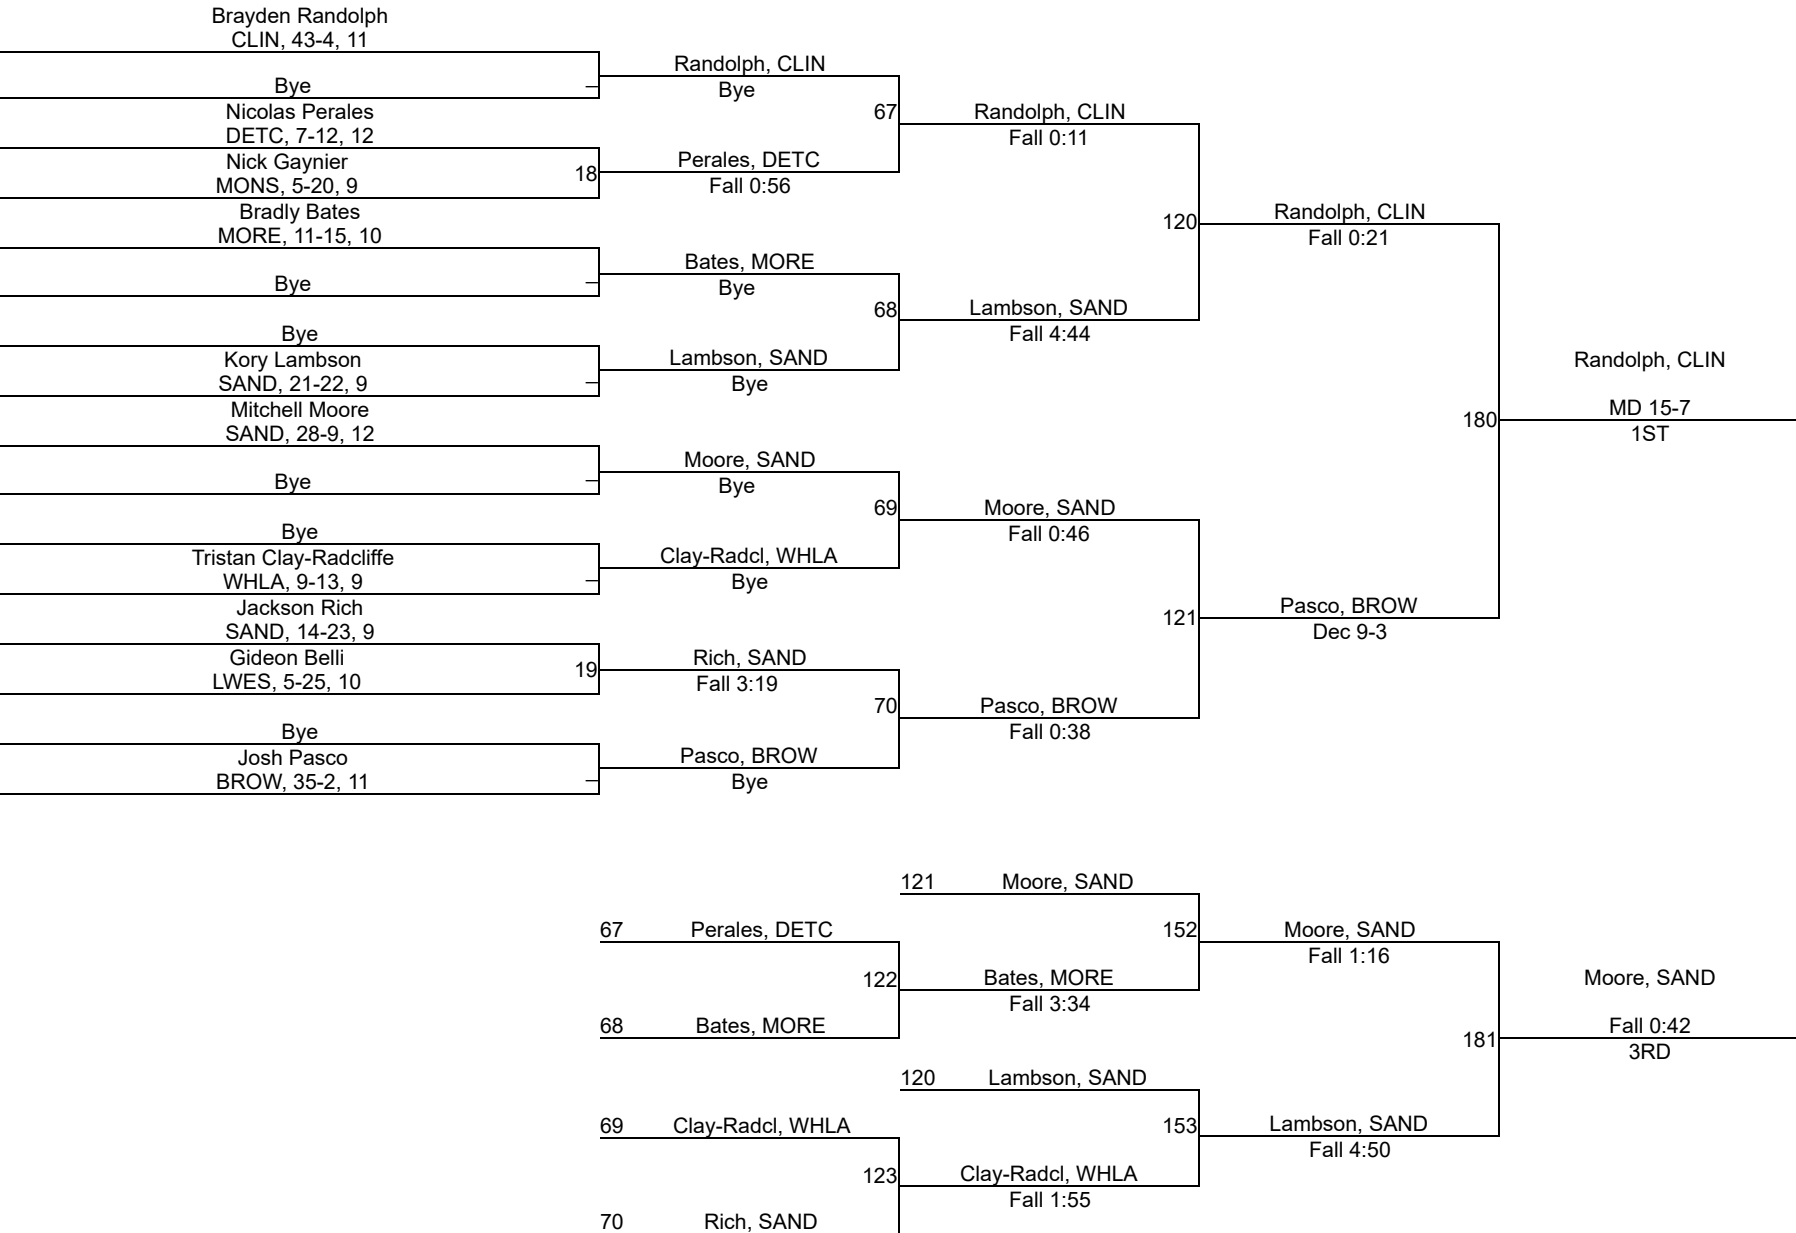 Brayden Randolph
CLIN, 43-4, 11
Bye
Nicolas Perales
DETC, 7-12, 12
Nick Gaynier
MONS, 5-20, 9
Bradly Bates
MORE, 11-15, 10
Bye
Bye
Kory Lambson
SAND, 21-22, 9
Mitchell Moore
SAND, 28-9, 12
Bye
Bye
Tristan Clay-Radcliffe
WHLA, 9-13, 9
Jackson Rich
SAND, 14-23, 9
Gideon Belli
LWES, 5-25, 10
Bye
Josh Pasco
BROW, 35-2, 11
18
19
Randolph, CLIN
Bye
Perales, DETC
Fall 0:56
Bates, MORE
Bye
Lambson, SAND
Bye
Moore, SAND
Bye
Clay-Radcl, WHLA
Bye
Rich, SAND
Fall 3:19
Pasco, BROW
Bye
67
68
69
70
Randolph, CLIN
Fall 0:11
Lambson, SAND
Fall 4:44
Moore, SAND
Fall 0:46
Pasco, BROW
Fall 0:38
120
121
Randolph, CLIN
Fall 0:21
Pasco, BROW
Dec 9-3
180
Randolph, CLIN
MD 15-7
1ST
67 Perales, DETC
68 Bates, MORE
69 Clay-Radcl, WHLA
70 Rich, SAND
122
123
121 Moore, SAND
Bates, MORE
Fall 3:34
120 Lambson, SAND
Clay-Radcl, WHLA
Fall 1:55
152
153
Moore, SAND
Fall 1:16
Lambson, SAND
Fall 4:50
181
Moore, SAND
Fall 0:42
3RD